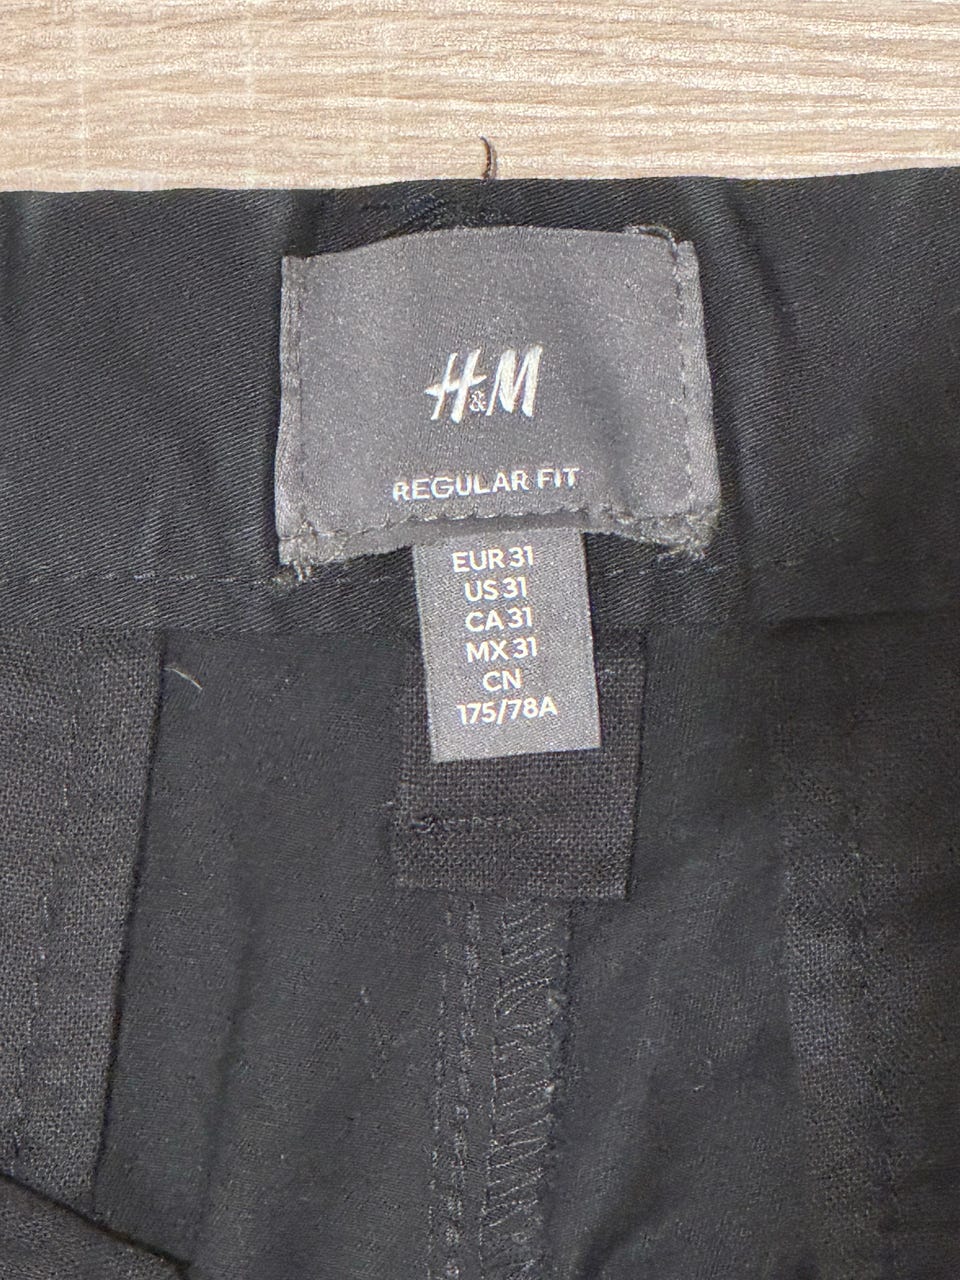 H&M
REGULAR FIT
EUR 31
US 31
CA 31
MX 31
CN
175/78A